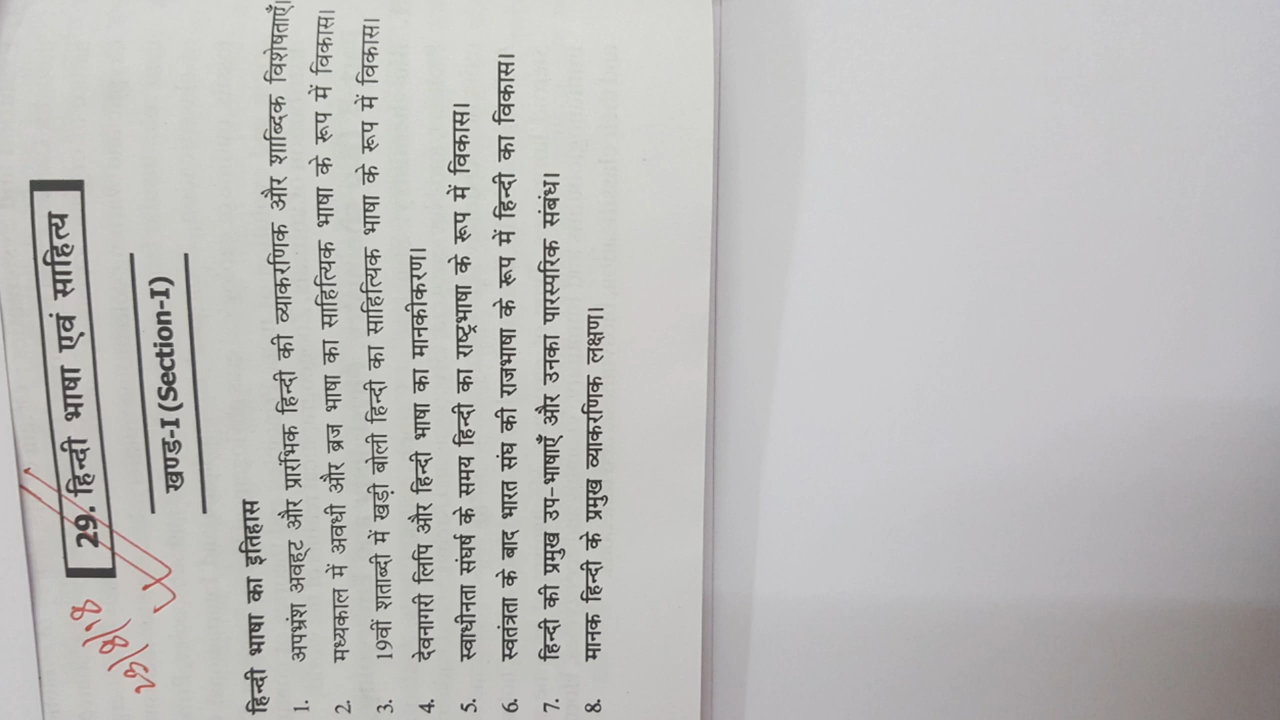 29. हिन्दी भाषा एवं साहित्य
खण्ड-I (Section-I)
हिन्दी भाषा का इतिहास
1. अपभ्रंश अवहट और प्रारंभिक हिन्दी की व्याकरणिक और शाब्दिक विशेषताएँ।
2. मध्यकाल में अवधी और ब्रज भाषा का साहित्यिक भाषा के रूप में विकास।
3. 19वीं शताब्दी में खड़ी बोली हिन्दी का साहित्यिक भाषा के रूप में विकास।
4. देवनागरी लिपि और हिन्दी भाषा का मानकीकरण।
5. स्वाधीनता संघर्ष के समय हिन्दी का राष्ट्रभाषा के रूप में विकास।
6. स्वतंत्रता के बाद भारत संघ की राजभाषा के रूप में हिन्दी का विकास।
7. हिन्दी की प्रमुख उप-भाषाएँ और उनका पारस्परिक संबंध।
8. मानक हिन्दी के प्रमुख व्याकरणिक लक्षण।